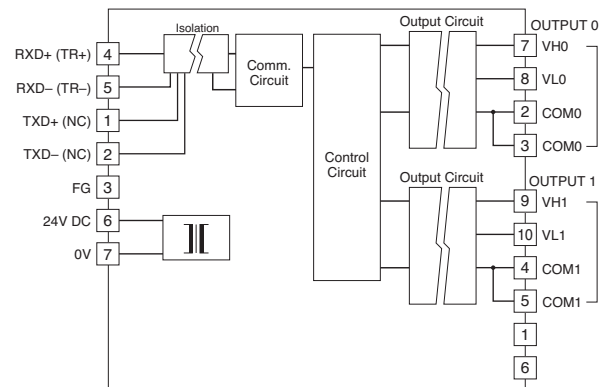 Isolation
Output Circuit
OUTPUT 0
RXD+ (TR+) 4
RXD– (TR–) 5
TXD+ (NC) 1
TXD– (NC) 2
FG 3
24V DC 6
0V 7
Comm.
Circuit
Control
Circuit
7 VH0
8 VL0
2 COM0
3 COM0
Output Circuit
OUTPUT 1
9 VH1
10 VL1
4 COM1
5 COM1
1
6